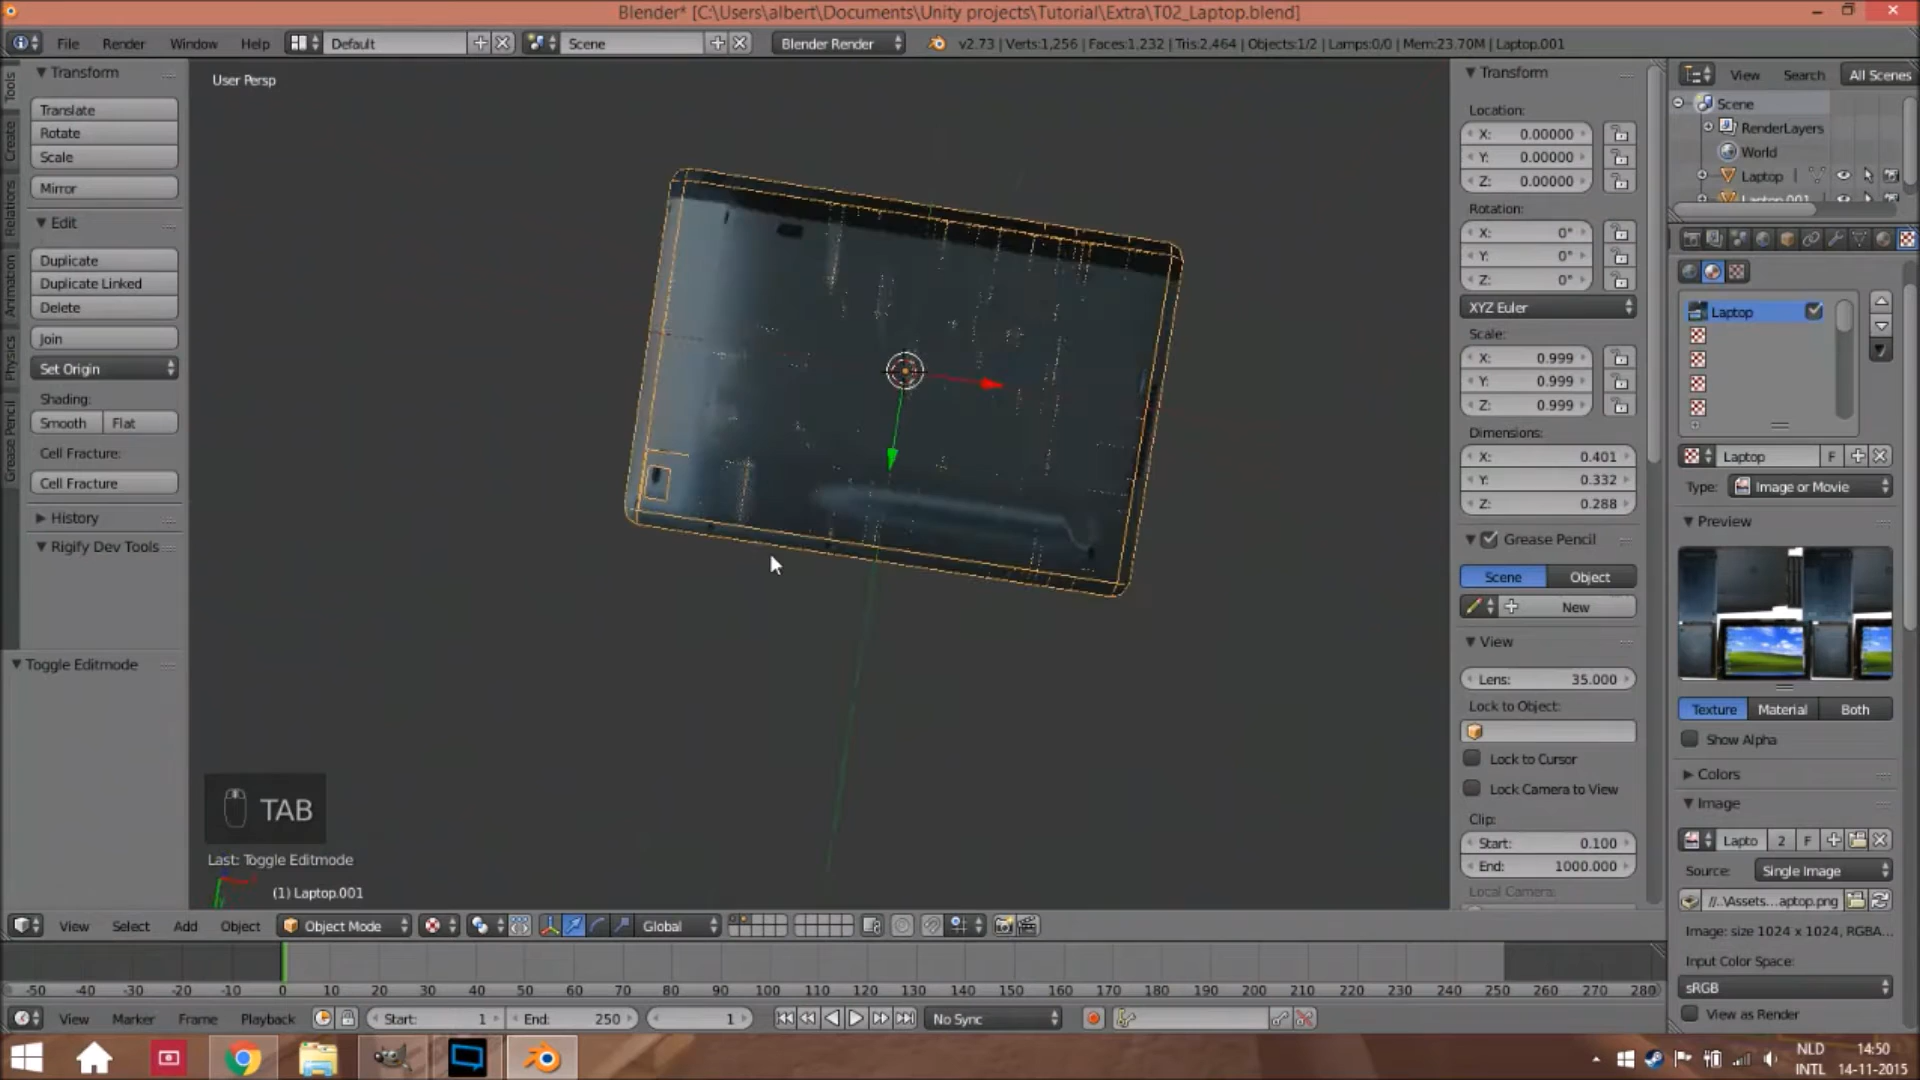 Blender* [C:\Users\albert\Documents\Unity projects\Tutorial\Extra\T02_Laptop.blend]
File Render Window Help Default Scene Blender Render v2.73 | Verts:1,256 | Faces:1,232 | Tris:2,464 | Objects:1/2 | Lamps:0/0 | Mem:23.70M | Laptop.001
Tools
Create
Relations
Animation
Physics
Grease Pencil
Transform
Translate
Rotate
Scale
Mirror
Edit
Duplicate
Duplicate Linked
Delete
Join
Set Origin
Shading:
Smooth Flat
Cell Fracture:
Cell Fracture
History
Rigify Dev Tools
Toggle Editmode
User Persp
TAB
Last: Toggle Editmode
(1) Laptop.001
Transform
Location:
X: 0.00000
Y: 0.00000
Z: 0.00000
Rotation:
X: 0°
Y: 0°
Z: 0°
XYZ Euler
Scale:
X: 0.999
Y: 0.999
Z: 0.999
Dimensions:
X: 0.401
Y: 0.332
Z: 0.288
Grease Pencil
Scene Object
New
View
Lens: 35.000
Lock to Object:
Lock to Cursor
Lock Camera to View
Clip:
Start: 0.100
End: 1000.000
Local Camera:
View Search All Scenes
Scene
RenderLayers
World
Laptop
Laptop.001
Laptop
Laptop F
Type: Image or Movie
Preview
Texture Material Both
Show Alpha
Colors
Image
Lapto 2 F
Source: Single Image
//..\Assets...aptop.png
Image: size 1024 x 1024, RGBA...
Input Color Space:
sRGB
View as Render
View Select Add Object Object Mode Global
-50 -40 -30 -20 -10 0 10 20 30 40 50 60 70 80 90 100 110 120 130 140 150 160 170 180 190 200 210 220 230 240 250 260 270 280
View Marker Frame Playback Start: 1 End: 250 1 No Sync
NLD 14:50
INTL 14-11-2015